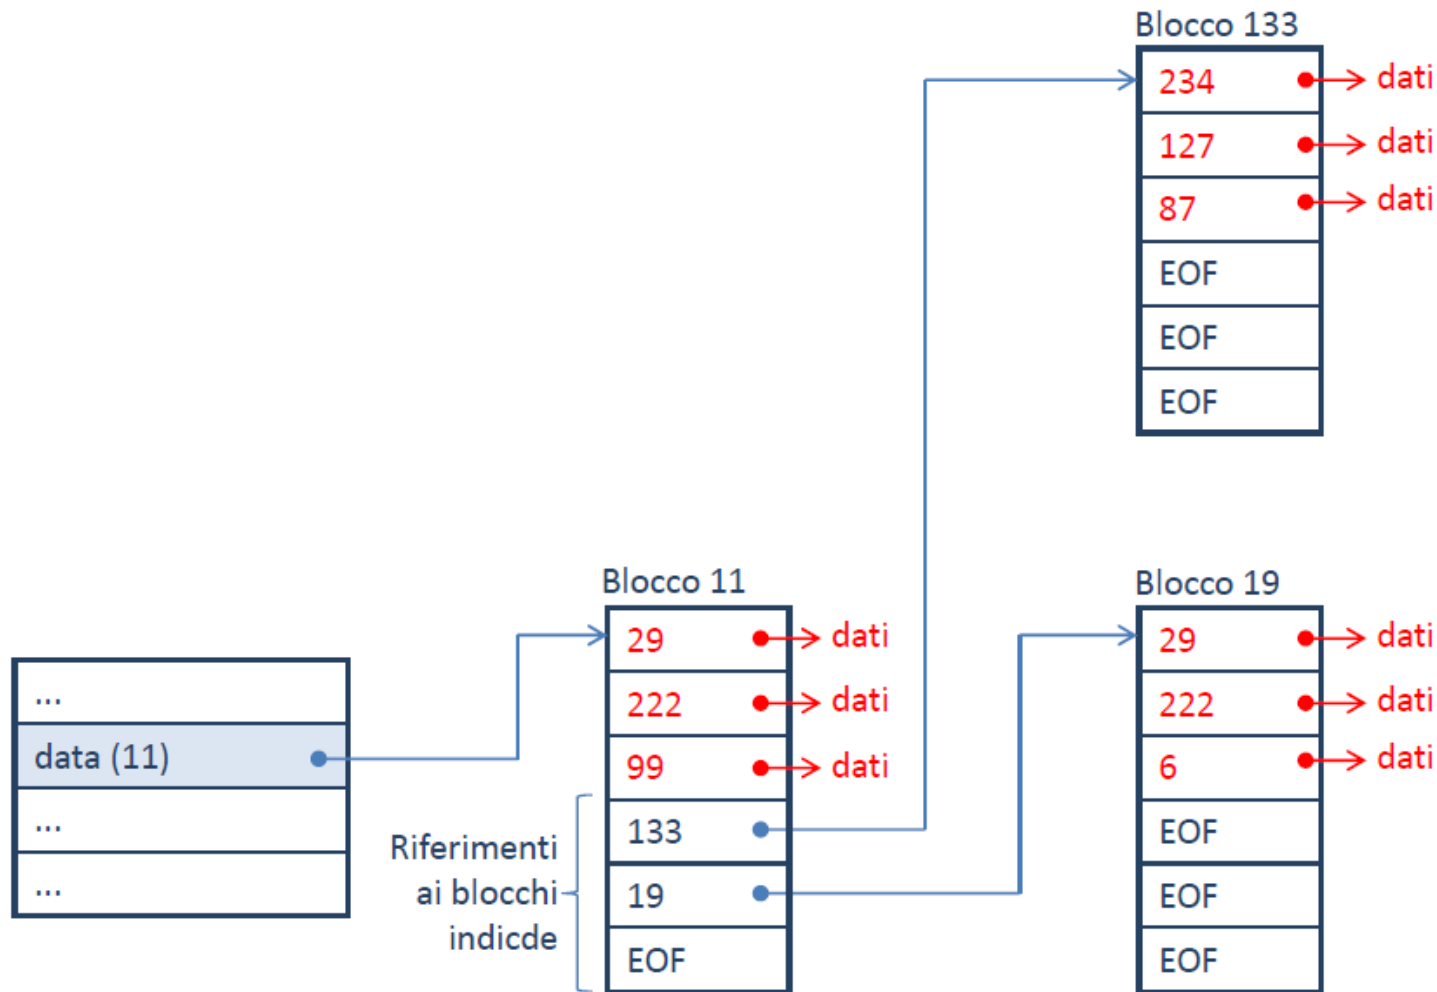 Blocco 133
234 dati
127 dati
87 dati
EOF
EOF
EOF
...
data (11)
...
...
Blocco 11
29 dati
222 dati
99 dati
133
19
EOF
Riferimenti
ai blocchi
indicde
Blocco 19
29 dati
222 dati
6 dati
EOF
EOF
EOF